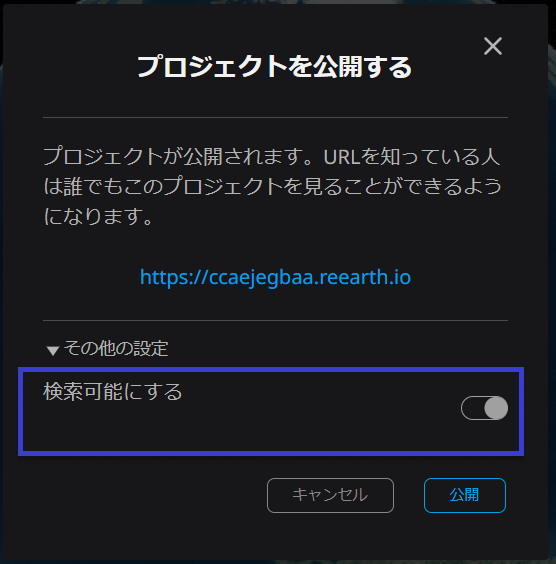 プロジェクトを公開する
プロジェクトが公開されます。URLを知っている人
は誰でもこのプロジェクトを見ることができるよう
になります。
https://ccaejegbaa.reearth.io
▼その他の設定
検索可能にする
キャンセル
公開